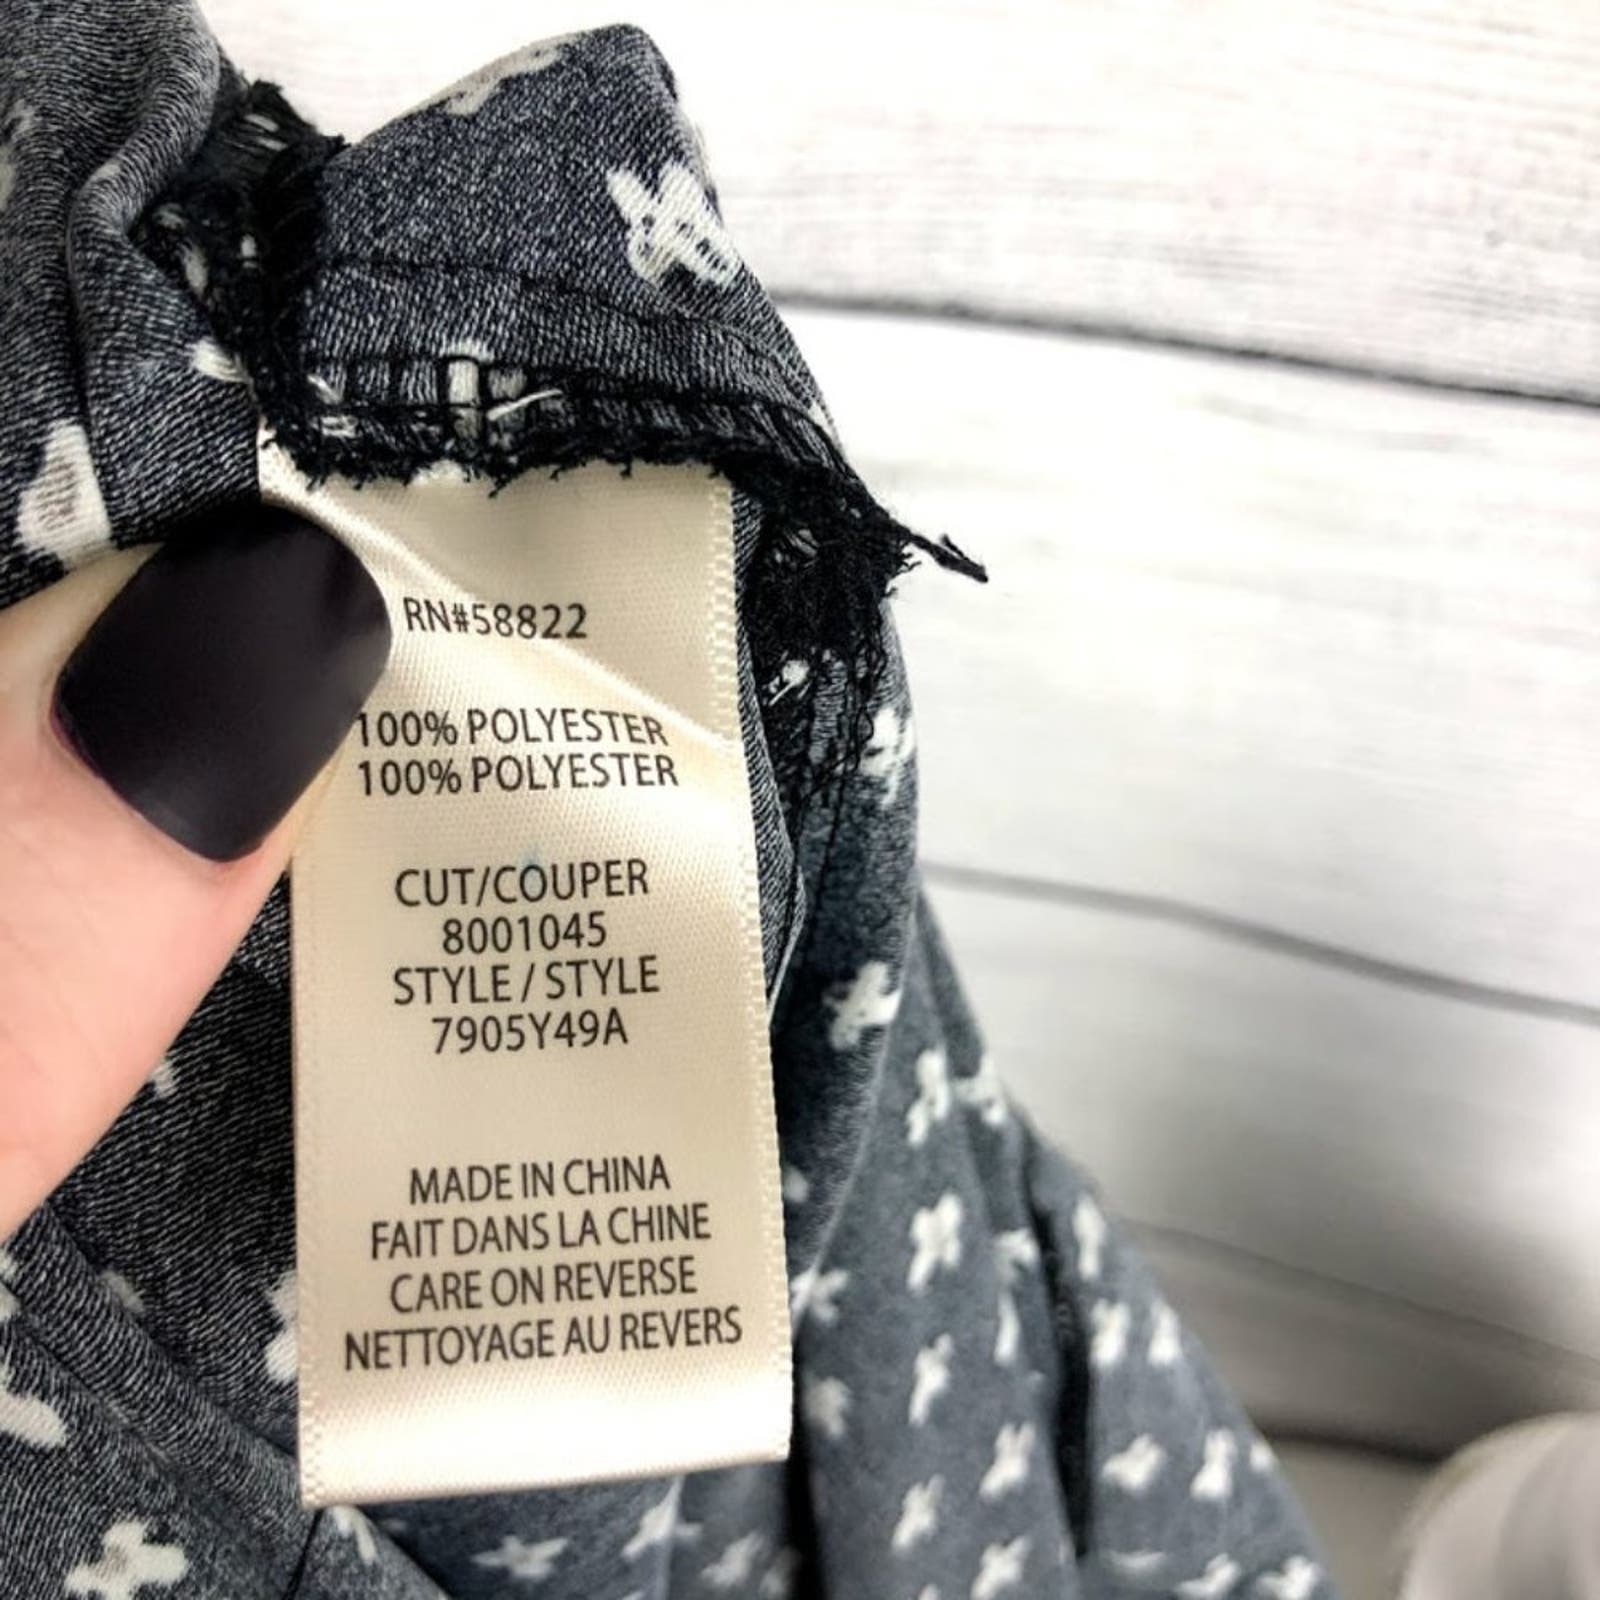 RN#58822
100% POLYESTER
100% POLYESTER
CUT/COUPER
8001045
STYLE / STYLE
7905Y49A
MADE IN CHINA
FAIT DANS LA CHINE
CARE ON REVERSE
NETTOYAGE AU REVERS